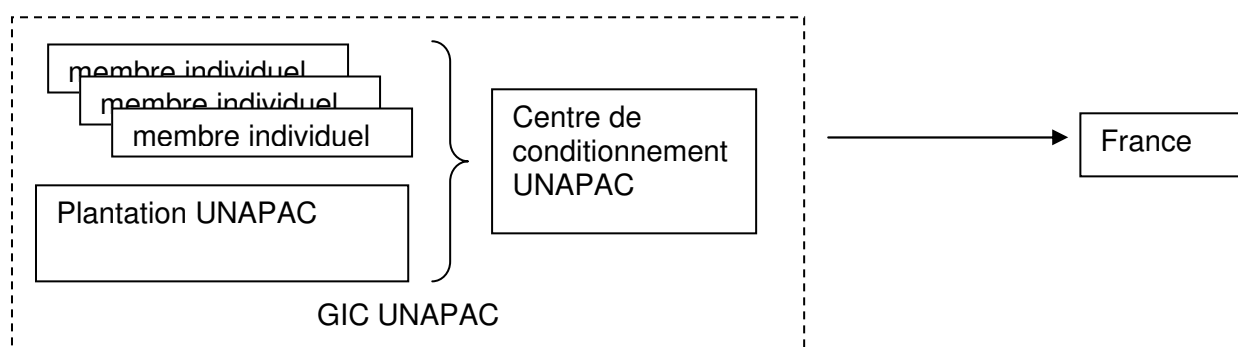 membre individuel
membre individuel
membre individuel
Plantation UNAPAC
Centre de
conditionnement
UNAPAC
France
GIC UNAPAC